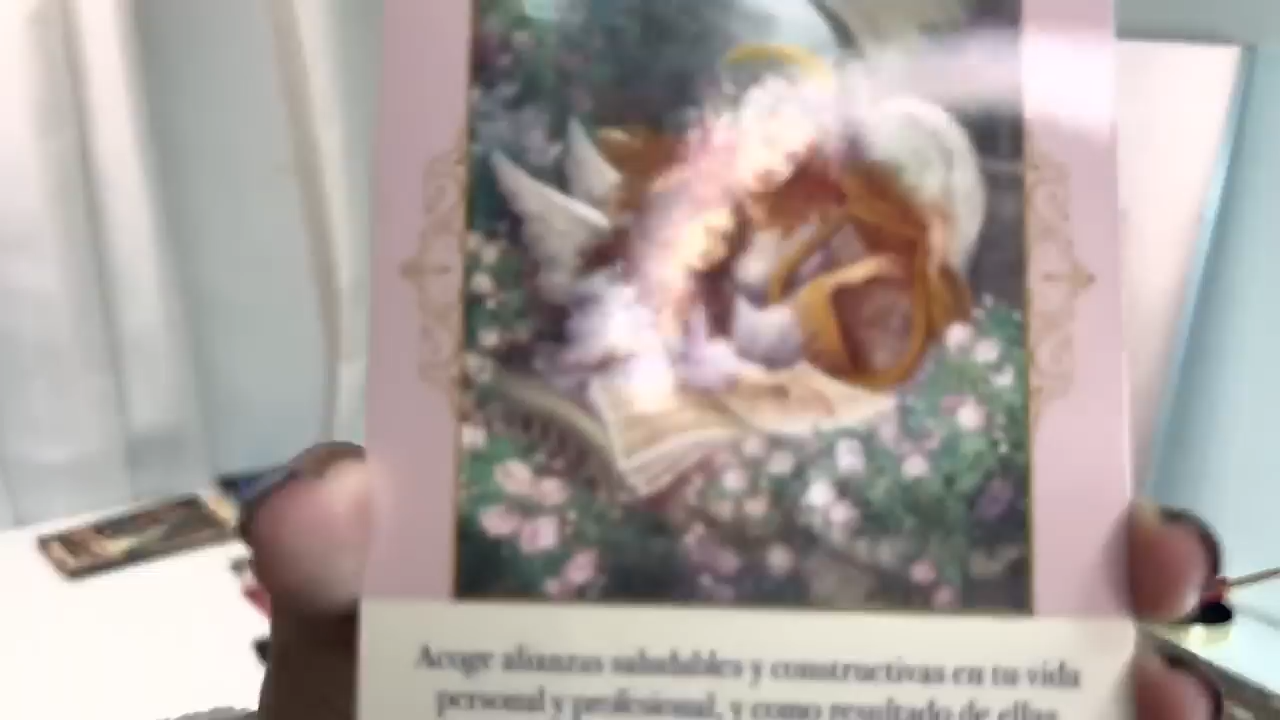 Acoge alianzas saludables y constructivas en tu vida
personal y profesional, y como resultado de ellas